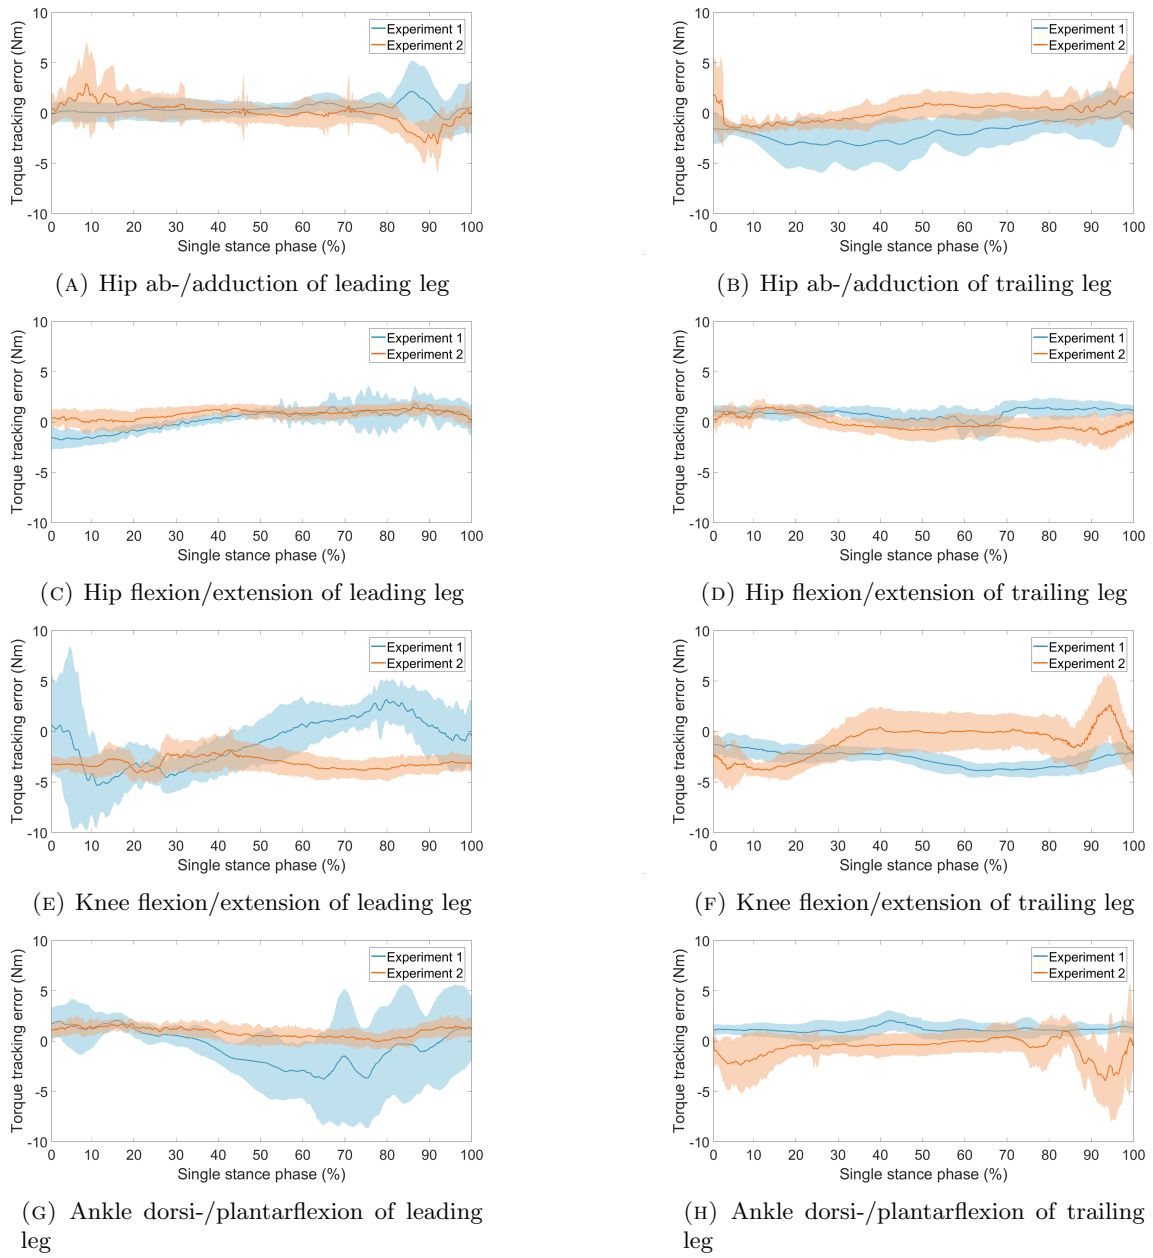 Torque tracking error (Nm)
10
5
0
-5
-10
Experiment 1
Experiment 2
0 10 20 30 40 50 60 70 80 90 100
Single stance phase (%)
(A) Hip ab-/adduction of leading leg
Torque tracking error (Nm)
10
5
0
-5
-10
Experiment 1
Experiment 2
0 10 20 30 40 50 60 70 80 90 100
Single stance phase (%)
(B) Hip ab-/adduction of trailing leg
Torque tracking error (Nm)
10
5
0
-5
-10
Experiment 1
Experiment 2
0 10 20 30 40 50 60 70 80 90 100
Single stance phase (%)
(C) Hip flexion/extension of leading leg
Torque tracking error (Nm)
10
5
0
-5
-10
Experiment 1
Experiment 2
0 10 20 30 40 50 60 70 80 90 100
Single stance phase (%)
(D) Hip flexion/extension of trailing leg
Torque tracking error (Nm)
10
5
0
-5
-10
Experiment 1
Experiment 2
0 10 20 30 40 50 60 70 80 90 100
Single stance phase (%)
(E) Knee flexion/extension of leading leg
Torque tracking error (Nm)
10
5
0
-5
-10
Experiment 1
Experiment 2
0 10 20 30 40 50 60 70 80 90 100
Single stance phase (%)
(F) Knee flexion/extension of trailing leg
Torque tracking error (Nm)
10
5
0
-5
-10
Experiment 1
Experiment 2
0 10 20 30 40 50 60 70 80 90 100
Single stance phase (%)
(G) Ankle dorsi-/plantarflexion of leading
leg
Torque tracking error (Nm)
10
5
0
-5
-10
Experiment 1
Experiment 2
0 10 20 30 40 50 60 70 80 90 100
Single stance phase (%)
(H) Ankle dorsi-/plantarflexion of trailing
leg